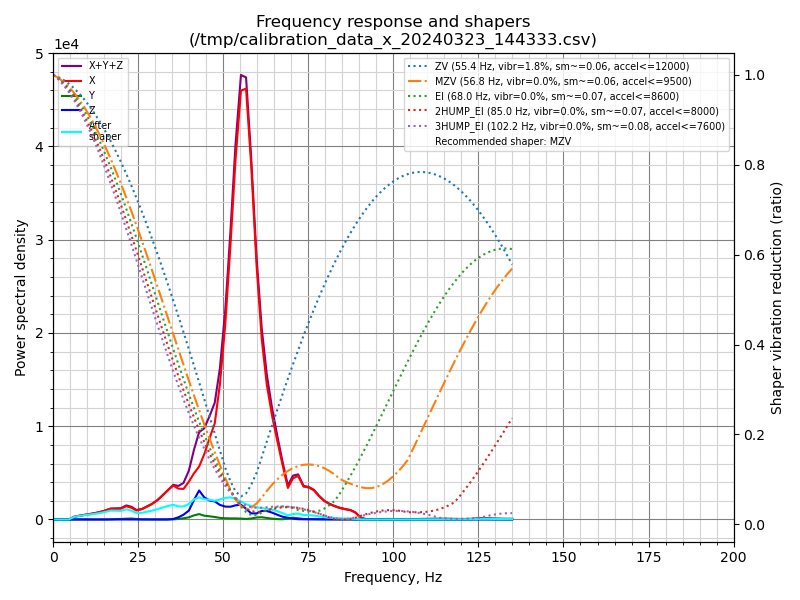 Frequency response and shapers
(/tmp/calibration_data_x_20240323_144333.csv)
1e4
X+Y+Z
X
Y
Z
After
shaper
ZV (55.4 Hz, vibr=1.8%, sm~=0.06, accel<=12000)
MZV (56.8 Hz, vibr=0.0%, sm~=0.06, accel<=9500)
EI (68.0 Hz, vibr=0.0%, sm~=0.07, accel<=8600)
2HUMP_EI (85.0 Hz, vibr=0.0%, sm~=0.07, accel<=8000)
3HUMP_EI (102.2 Hz, vibr=0.0%, sm~=0.08, accel<=7600)
Recommended shaper: MZV
5
4
3
2
1
0
Power spectral density
1.0
0.8
0.6
0.4
0.2
0.0
Shaper vibration reduction (ratio)
0 25 50 75 100 125 150 175 200
Frequency, Hz